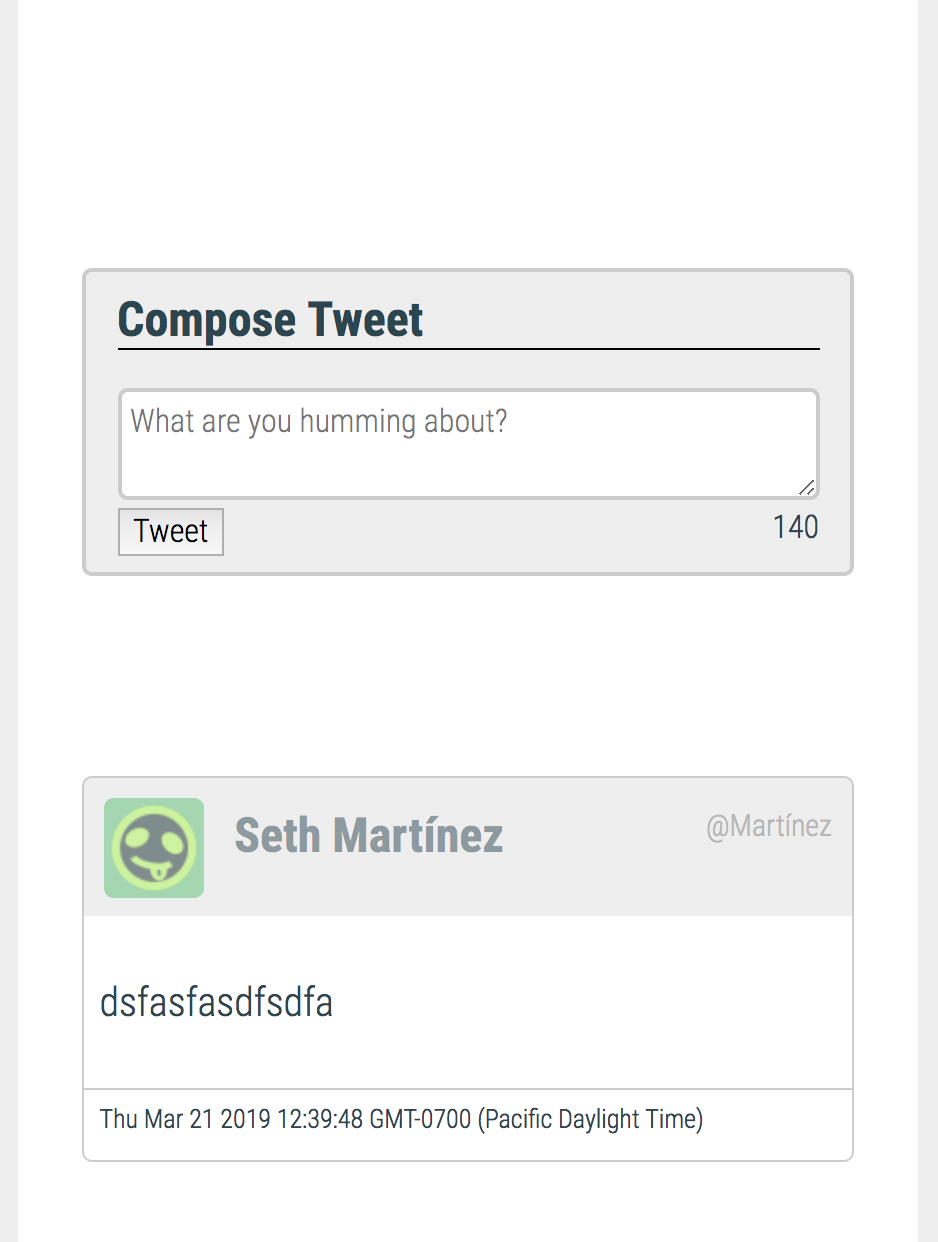 Compose Tweet
What are you humming about?
Tweet
140
Seth Martínez
@Martínez
dsfasfasdfsdfa
Thu Mar 21 2019 12:39:48 GMT-0700 (Pacific Daylight Time)